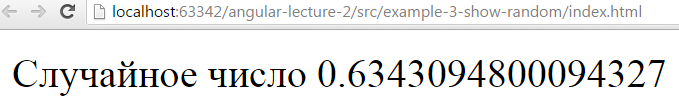 localhost:63342/angular-lecture-2/src/example-3-show-random/index.html
Случайное число 0.6343094800094327